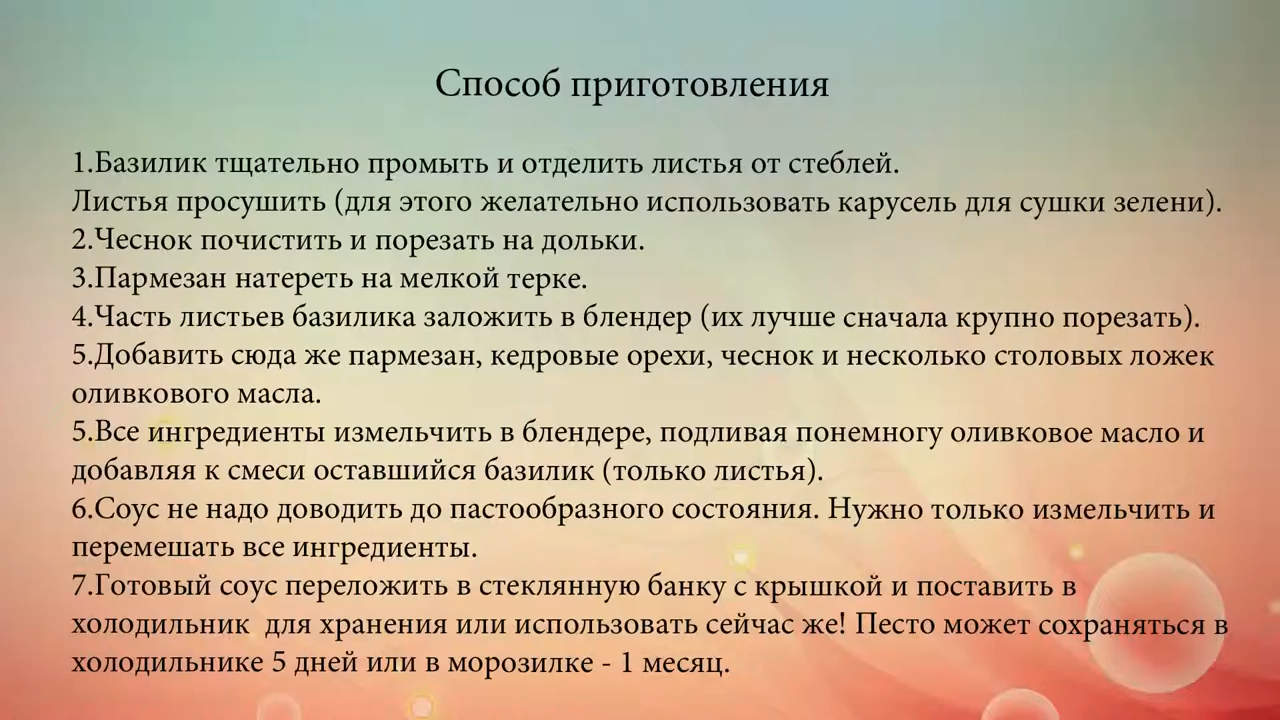 Способ приготовления
1.Базилик тщательно промыть и отделить листья от стеблей.
Листья просушить (для этого желательно использовать карусель для сушки зелени).
2.Чеснок почистить и порезать на дольки.
3.Пармезан натереть на мелкой терке.
4.Часть листьев базилика заложить в блендер (их лучше сначала крупно порезать).
5.Добавить сюда же пармезан, кедровые орехи, чеснок и несколько столовых ложек
оливкового масла.
5.Все ингредиенты измельчить в блендере, подливая понемногу оливковое масло и
добавляя к смеси оставшийся базилик (только листья).
6.Соус не надо доводить до пастообразного состояния. Нужно только измельчить и
перемешать все ингредиенты.
7.Готовый соус переложить в стеклянную банку с крышкой и поставить в
холодильник  для хранения или использовать сейчас же! Песто может сохраняться в
холодильнике 5 дней или в морозилке - 1 месяц.